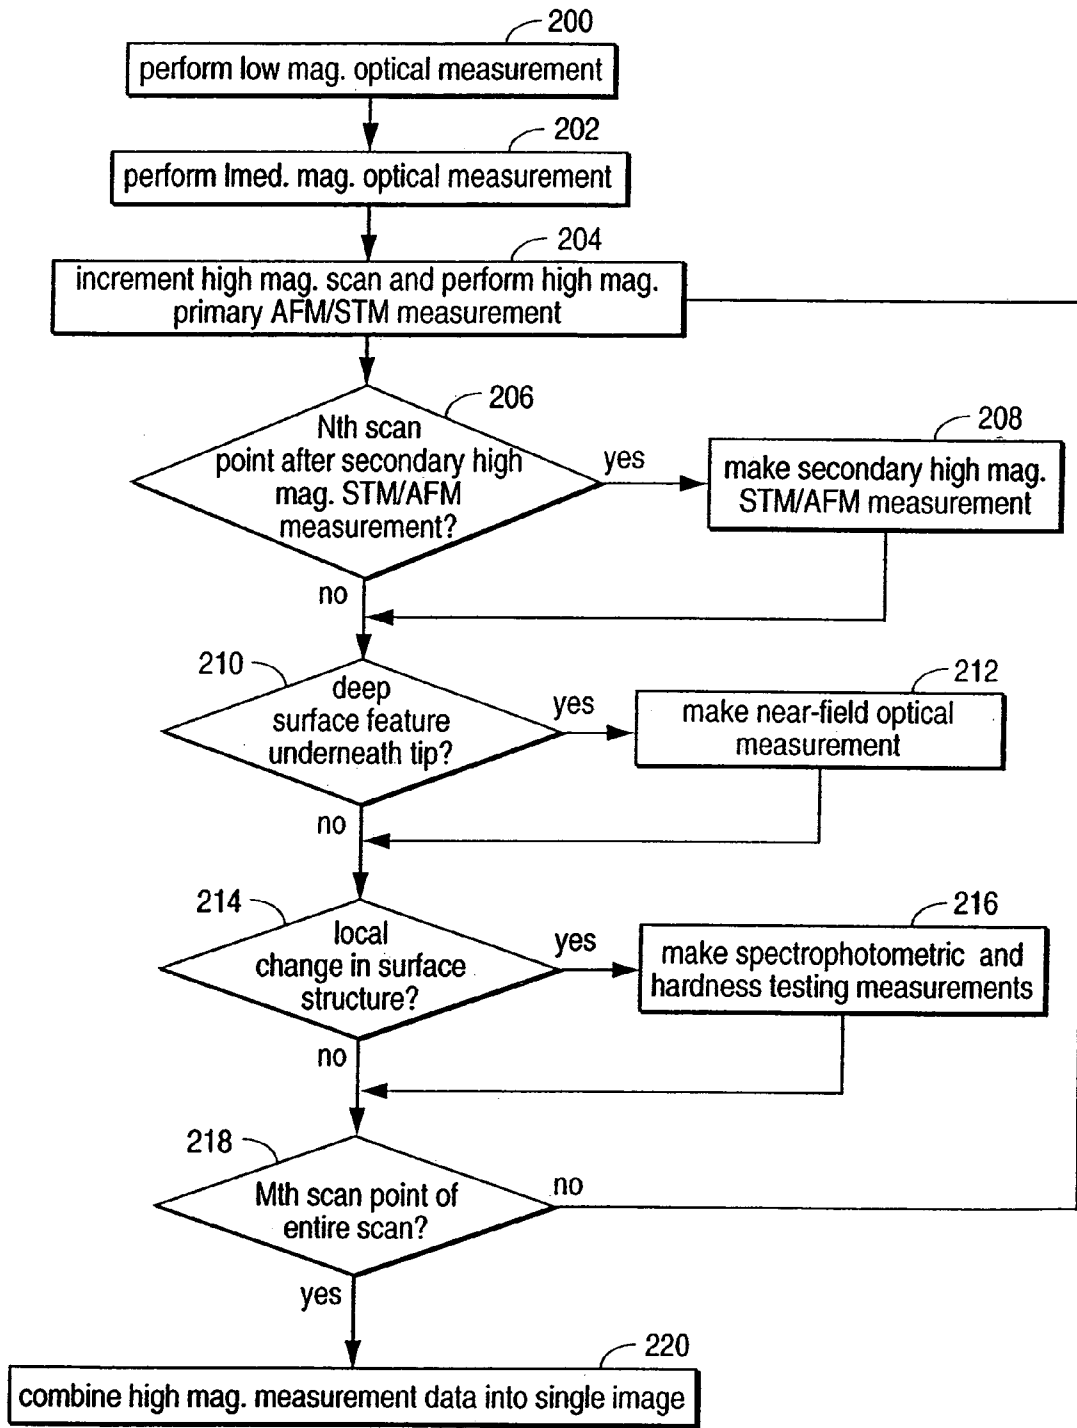 200
perform low mag. optical measurement
202
perform Imed. mag. optical measurement
204
increment high mag. scan and perform high mag.
primary AFM/STM measurement
206
Nth scan
point after secondary high
mag. STM/AFM
measurement?
yes
208
make secondary high mag.
STM/AFM measurement
no
210
deep
surface feature
underneath tip?
yes
212
make near-field optical
measurement
no
214
local
change in surface
structure?
yes
216
make spectrophotometric and
hardness testing measurements
no
218
Mth scan point of
entire scan?
no
yes
220
combine high mag. measurement data into single image